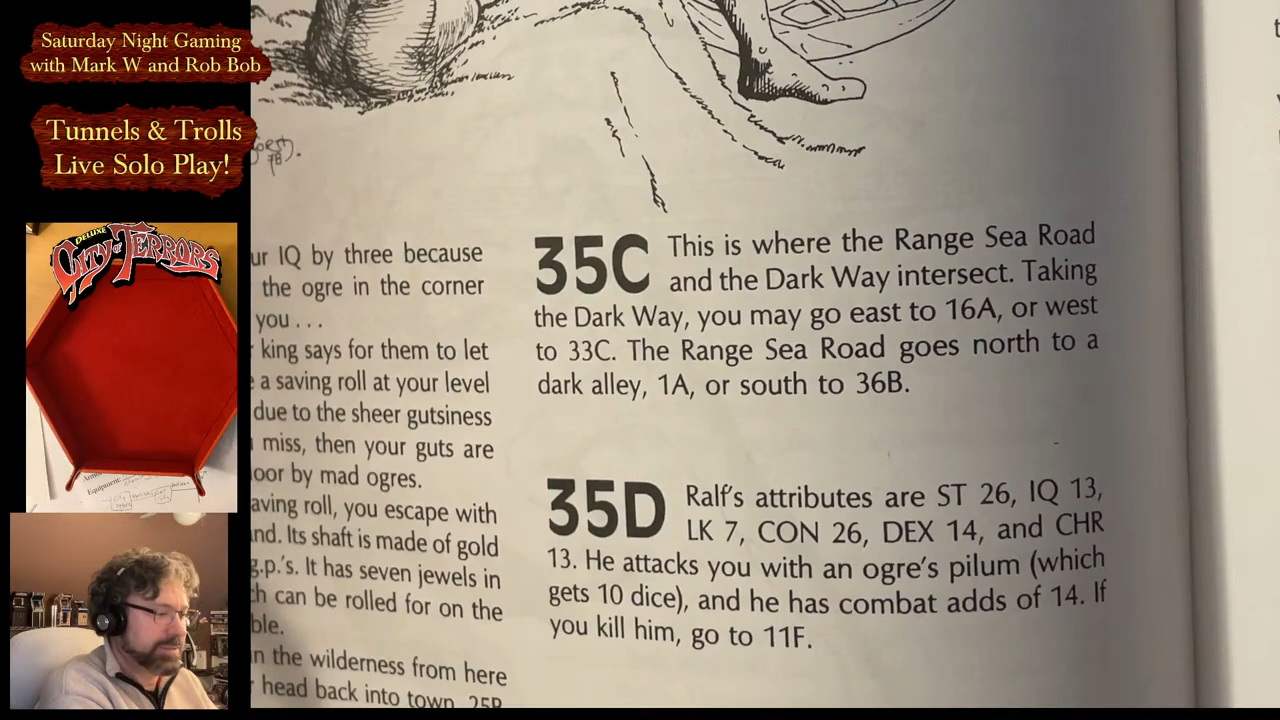 Saturday Night Gaming
with Mark W and Rob Bob
Tunnels & Trolls
Live Solo Play!
DELUXE
CITY OF TERRORS
Equipment:
IQ by three because
the ogre in the corner
you . . .
king says for them to let
a saving roll at your level
due to the sheer gutsiness
miss, then your guts are
by mad ogres.
roll, you escape with
Its shaft is made of gold
g.p.'s. It has seven jewels in
can be rolled for on the
in the wilderness from here
head back into town, 25B
35C This is where the Range Sea Road
and the Dark Way intersect. Taking
the Dark Way, you may go east to 16A, or west
to 33C. The Range Sea Road goes north to a
dark alley, 1A, or south to 36B.
35D Ralf's attributes are ST 26, IQ 13,
LK 7, CON 26, DEX 14, and CHR
13. He attacks you with an ogre's pilum (which
gets 10 dice), and he has combat adds of 14. If
you kill him, go to 11F.